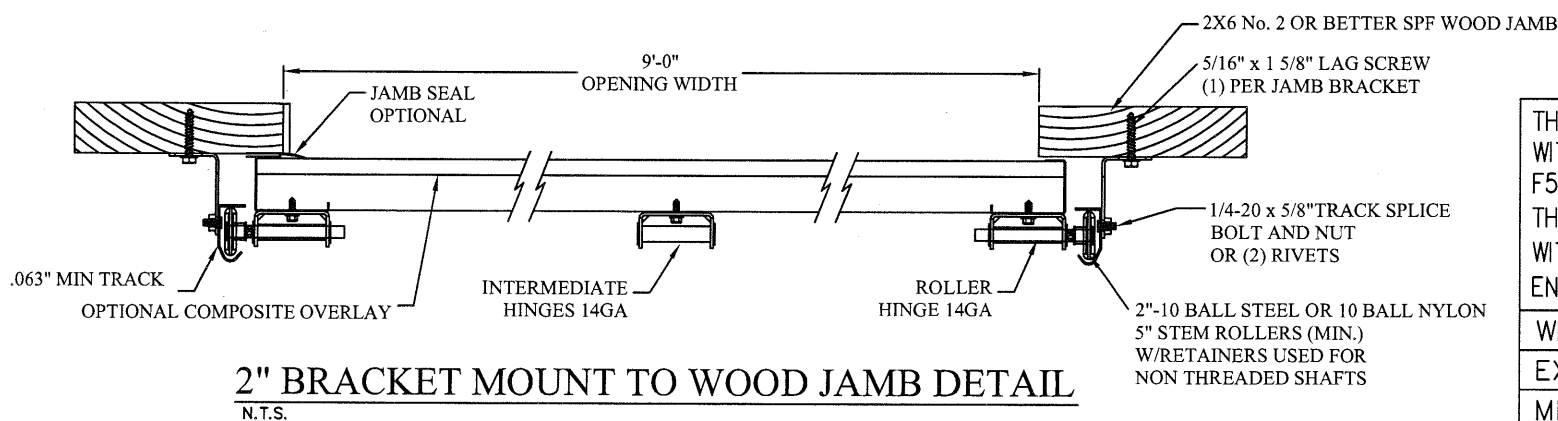 2X6 No. 2 OR BETTER SPF WOOD JAMB
9'-0"
OPENING WIDTH
5/16" x 1 5/8" LAG SCREW
(1) PER JAMB BRACKET
JAMB SEAL
OPTIONAL
1/4-20 x 5/8"TRACK SPLICE
BOLT AND NUT
OR (2) RIVETS
.063" MIN TRACK
OPTIONAL COMPOSITE OVERLAY
INTERMEDIATE
HINGES 14GA
ROLLER
HINGE 14GA
2"-10 BALL STEEL OR 10 BALL NYLON
5" STEM ROLLERS (MIN.)
W/RETAINERS USED FOR
NON THREADED SHAFTS
2" BRACKET MOUNT TO WOOD JAMB DETAIL
N.T.S.